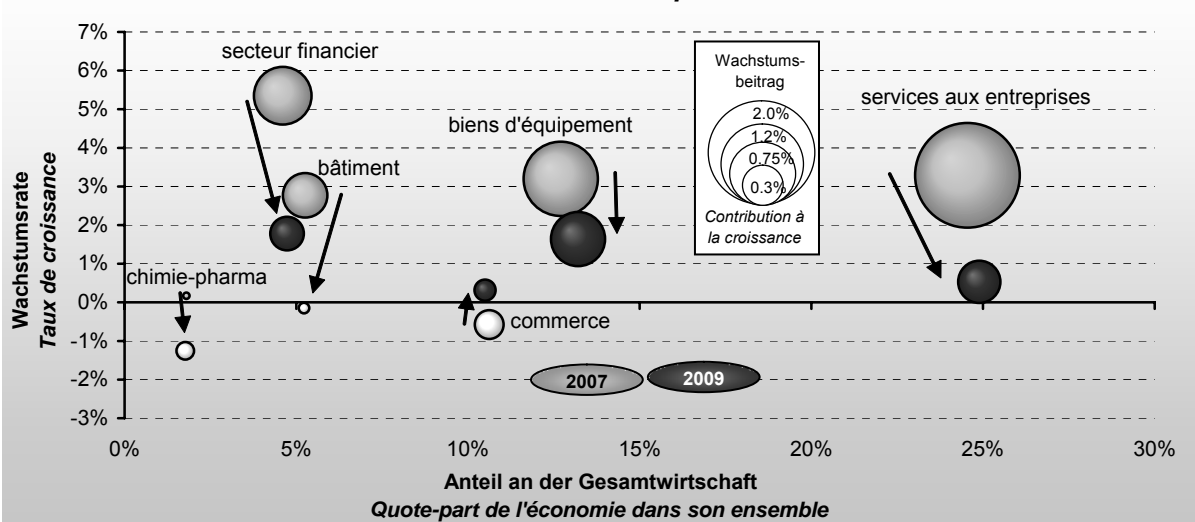 7%
6%
5%
4%
3%
2%
1%
0%
-1%
-2%
-3%
Wachstumsrate
Taux de croissance
secteur financier
bâtiment
chimie-pharma
biens d'équipement
commerce
services aux entreprises
Wachstums-
beitrag
2.0%
1.2%
0.75%
0.3%
Contribution à
la croissance
2007
2009
0%
5%
10%
15%
20%
25%
30%
Anteil an der Gesamtwirtschaft
Quote-part de l'économie dans son ensemble